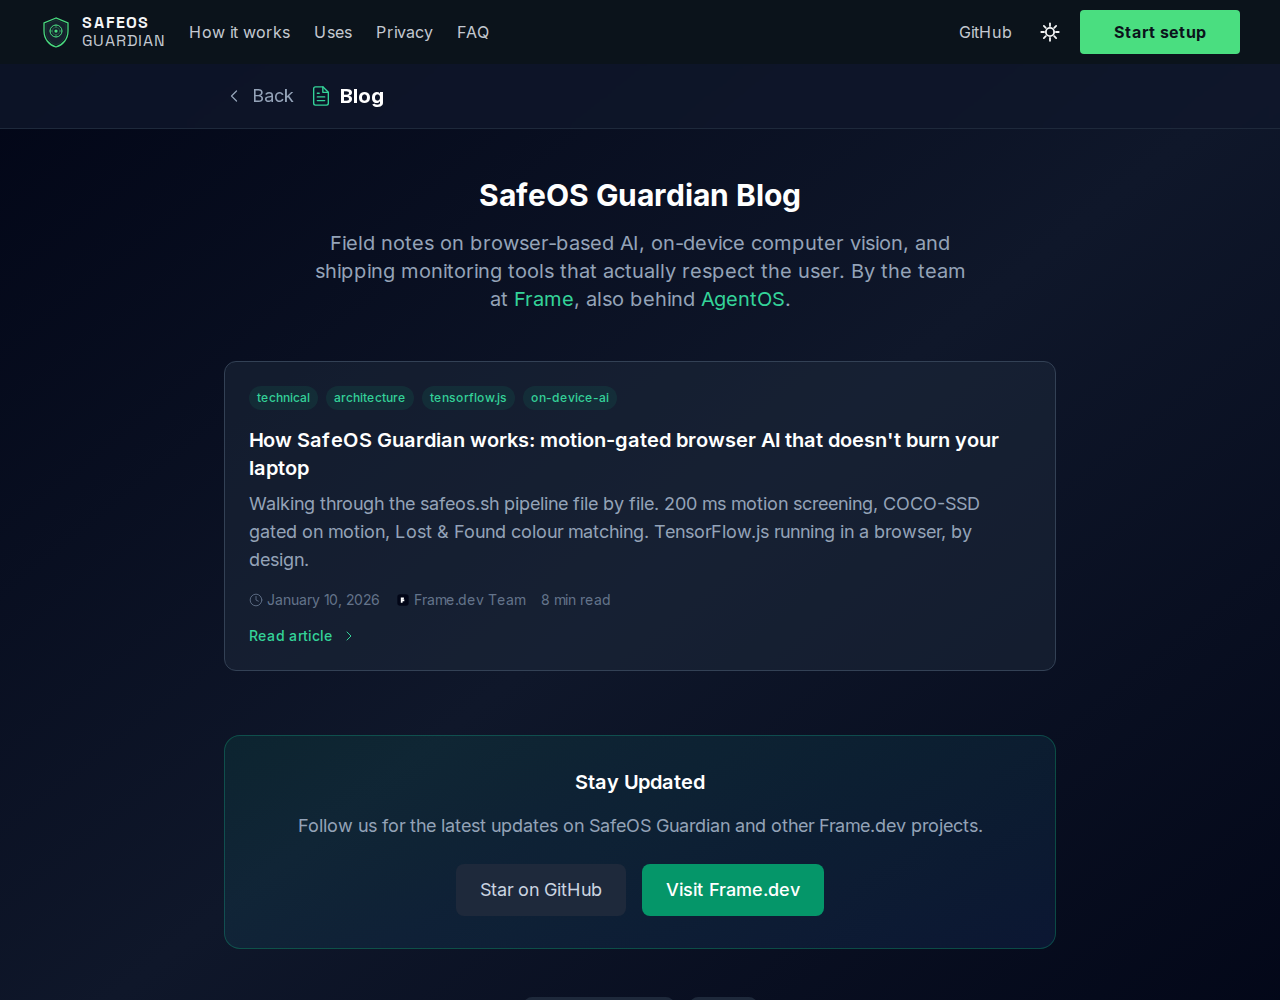 SAFEOS
GUARDIAN
How it works
Uses
Privacy
FAQ
GitHub
Start setup
Back
Blog
SafeOS Guardian Blog
Field notes on browser-based AI, on-device computer vision, and
shipping monitoring tools that actually respect the user. By the team
at Frame, also behind AgentOS.
technical
architecture
tensorflow.js
on-device-ai
How SafeOS Guardian works: motion-gated browser AI that doesn't burn your
laptop
Walking through the safeos.sh pipeline file by file. 200 ms motion screening, COCO-SSD
gated on motion, Lost & Found colour matching. TensorFlow.js running in a browser, by
design.
January 10, 2026
Frame.dev Team
8 min read
Read article
Stay Updated
Follow us for the latest updates on SafeOS Guardian and other Frame.dev projects.
Star on GitHub
Visit Frame.dev